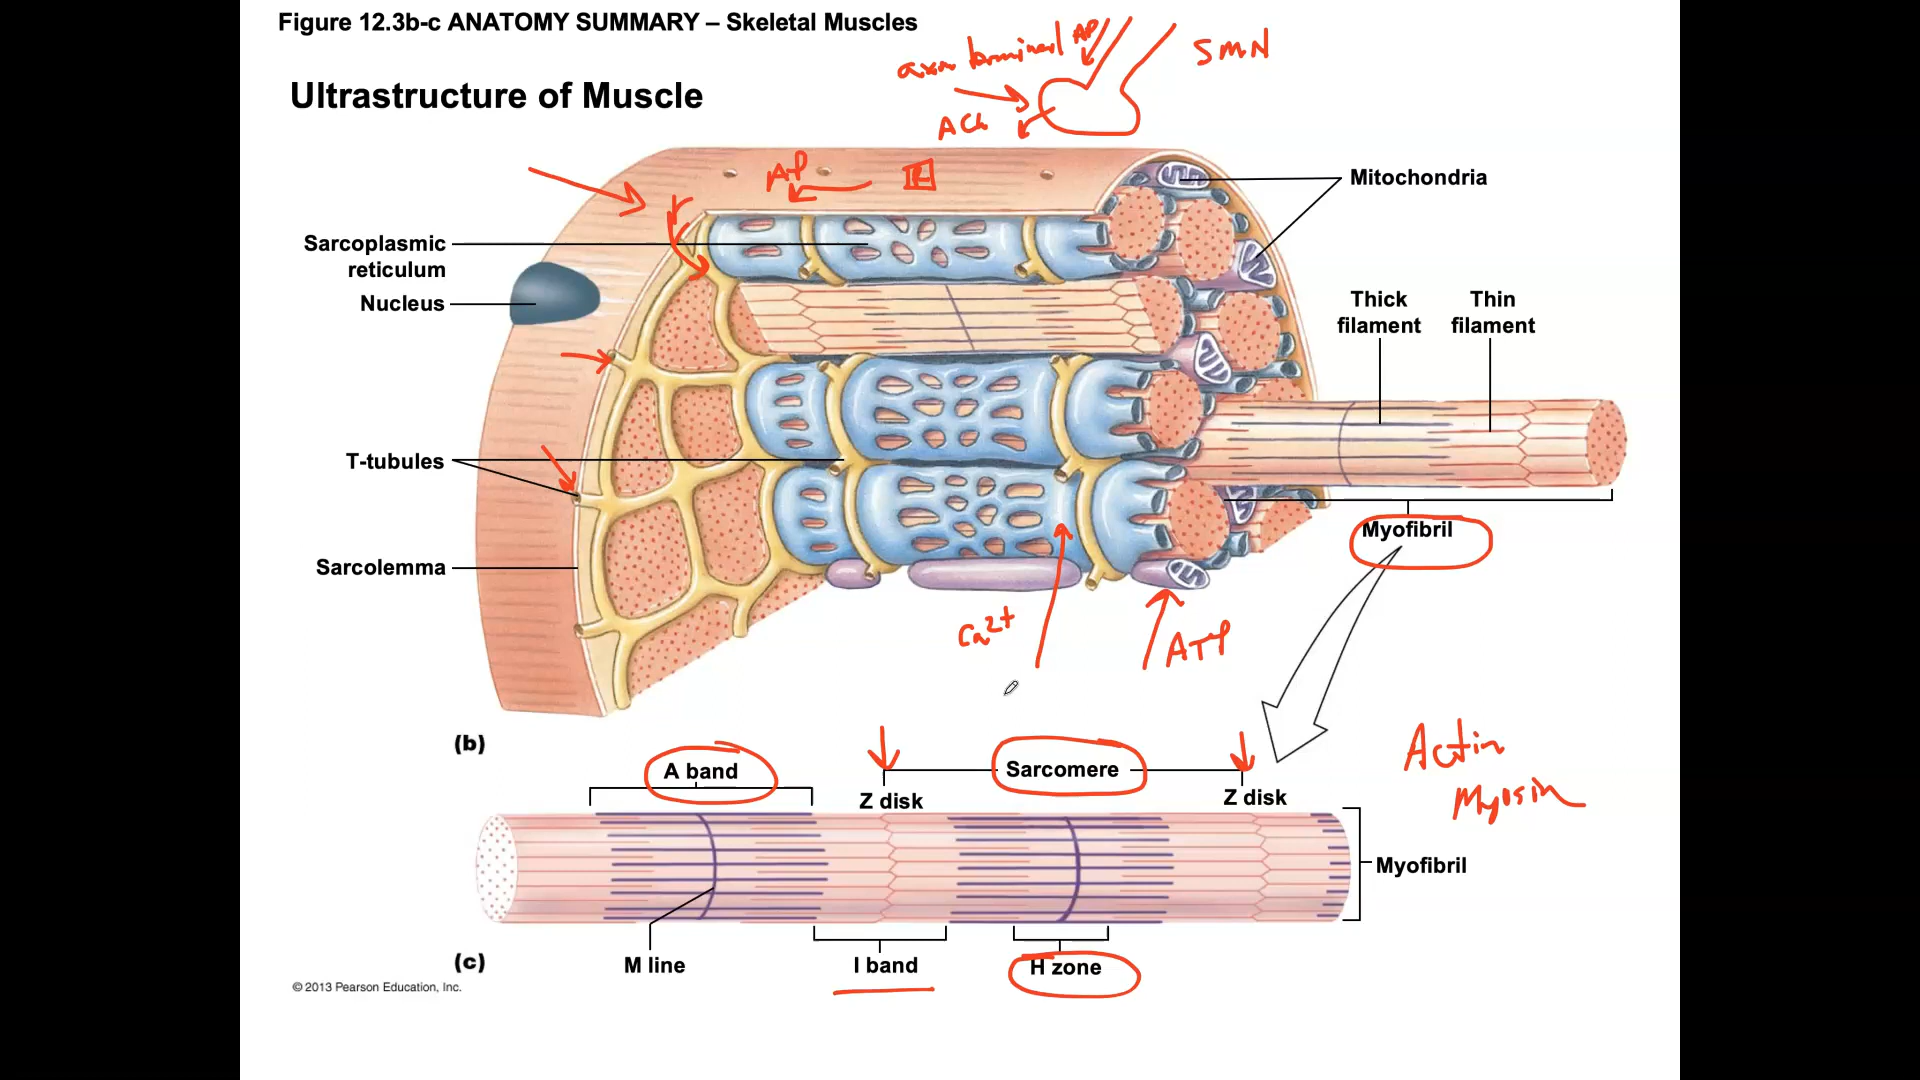 Figure 12.3b-c ANATOMY SUMMARY – Skeletal Muscles
axon terminal
AP
SMN
Ultrastructure of Muscle
ACh
AP
R
Mitochondria
Sarcoplasmic
reticulum
Nucleus
Thick
filament
Thin
filament
T-tubules
Myofibril
Sarcolemma
Ca2+
ATP
(b)
Actin
Myosin
A band
Sarcomere
Z disk
Z disk
Myofibril
(c)
M line
I band
H zone
© 2013 Pearson Education, Inc.